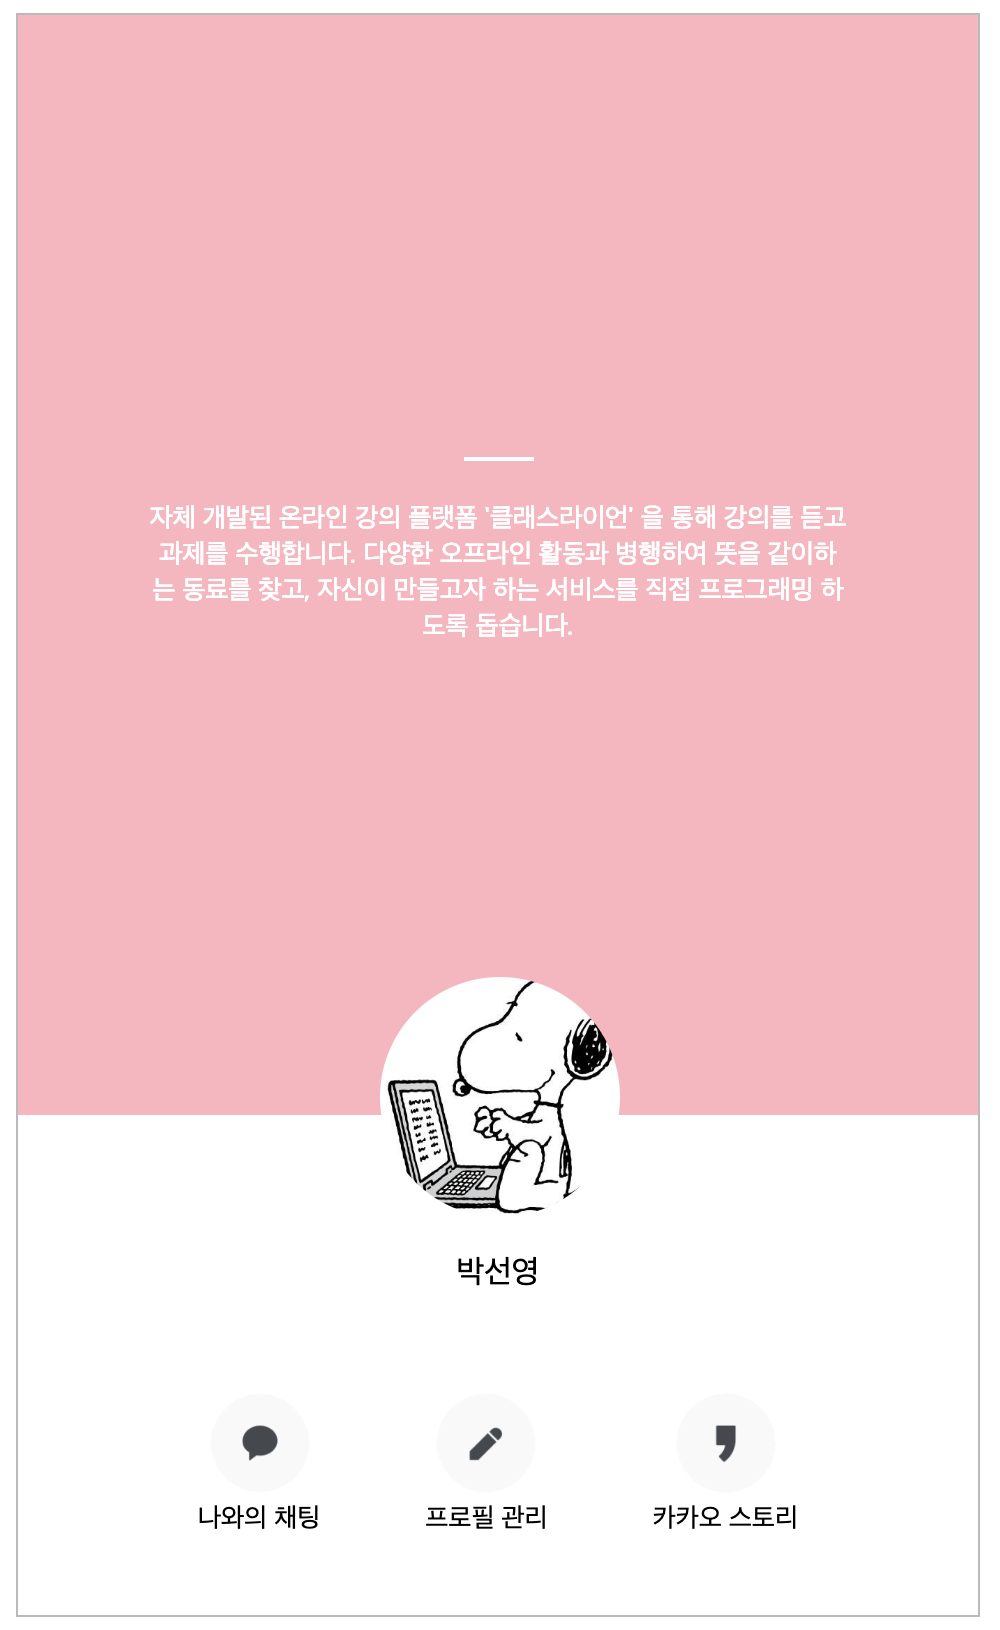 자체 개발된 온라인 강의 플랫폼 '클래스라이언' 을 통해 강의를 듣고
과제를 수행합니다. 다양한 오프라인 활동과 병행하여 뜻을 같이하
는 동료를 찾고, 자신이 만들고자 하는 서비스를 직접 프로그래밍 하
도록 돕습니다.
박선영
나와의 채팅
프로필 관리
카카오 스토리